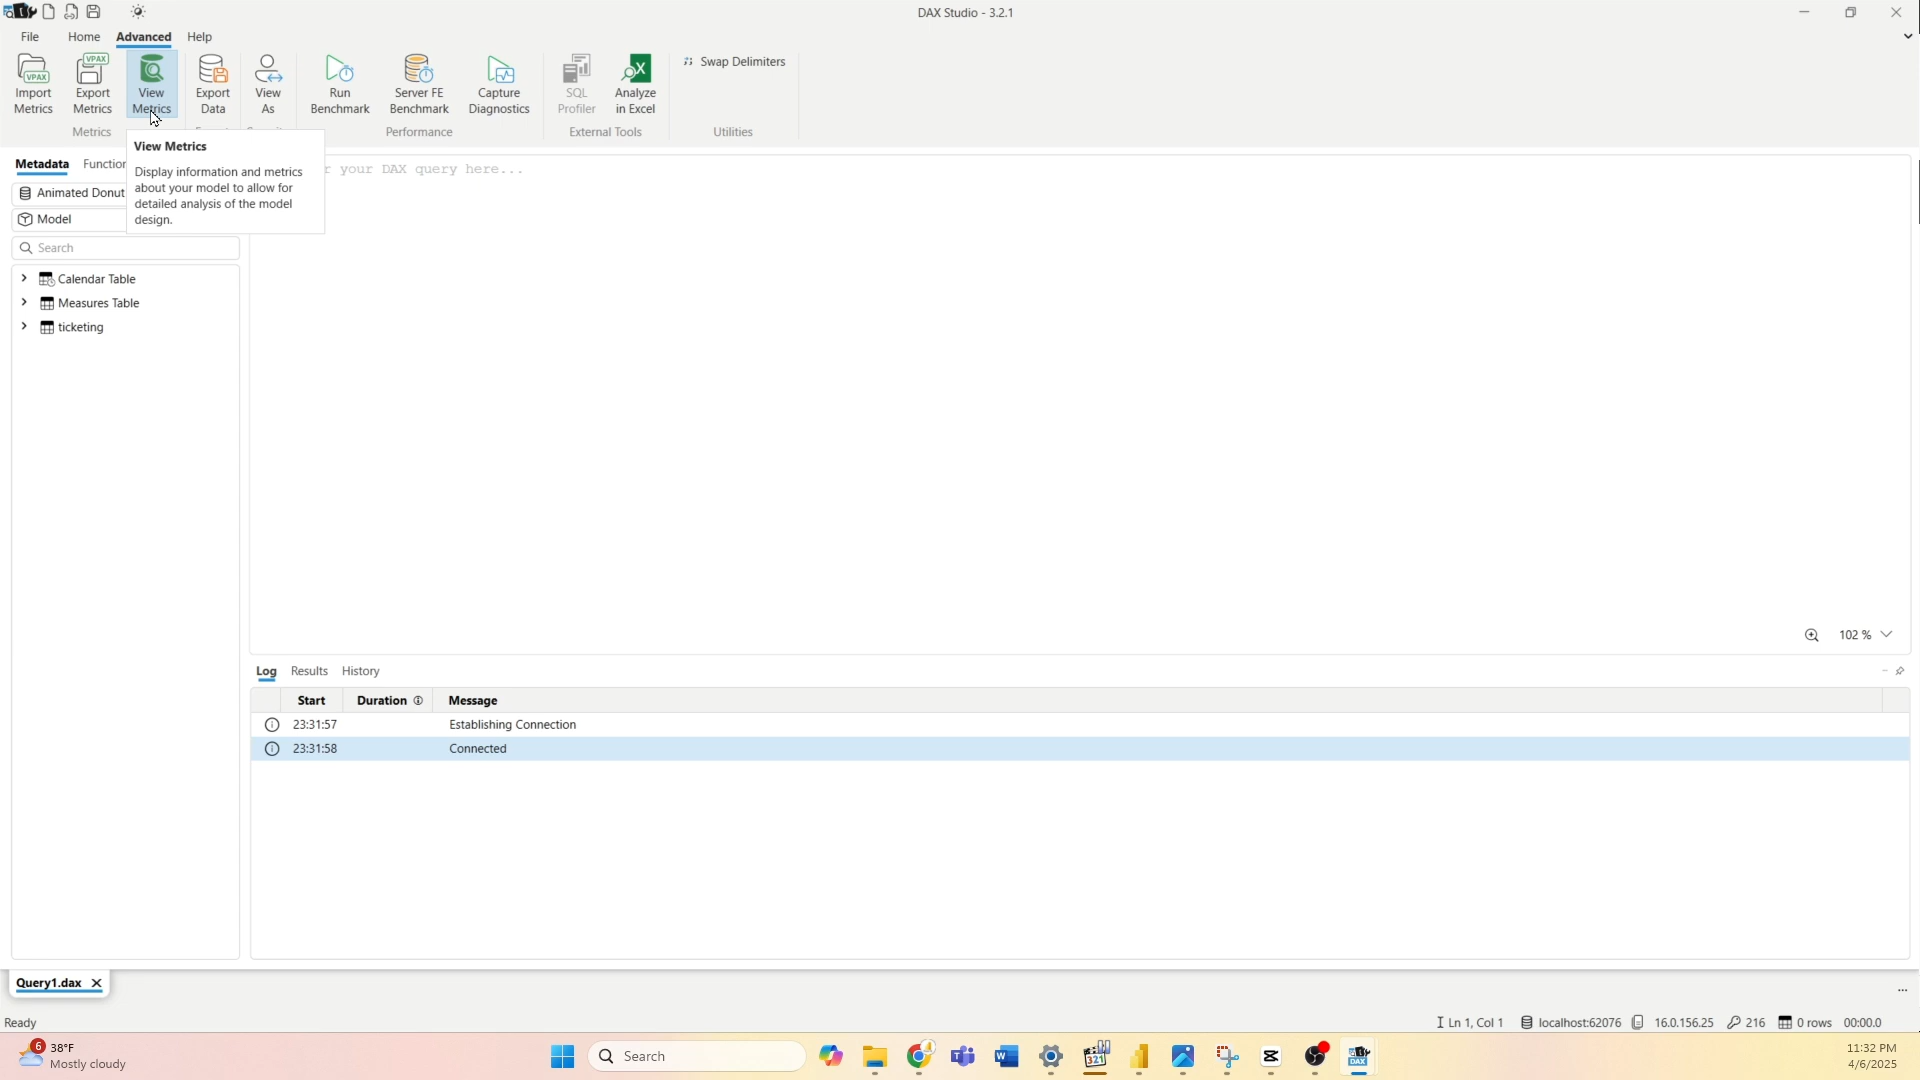 DAX Studio - 3.2.1
File Home Advanced Help
VPAX
Import Metrics
VPAX
Export Metrics
View Metrics
Export Data
View As
Run Benchmark
Server FE Benchmark
Capture Diagnostics
SQL Profiler
Analyze in Excel
Swap Delimiters
Metrics
Performance
External Tools
Utilities
View Metrics
Display information and metrics
about your model to allow for
detailed analysis of the model
design.
Metadata
your DAX query here...
Animated Donut
Model
Search
Calendar Table
Measures Table
ticketing
102 %
Log Results History
Start Duration Message
23:31:57 Establishing Connection
23:31:58 Connected
Query1.dax
Ready
Ln 1, Col 1 localhost:62076 16.0.156.25 216 0 rows 00:00.0
6
38°F
Mostly cloudy
Search
321
DAX
11:32 PM
4/6/2025